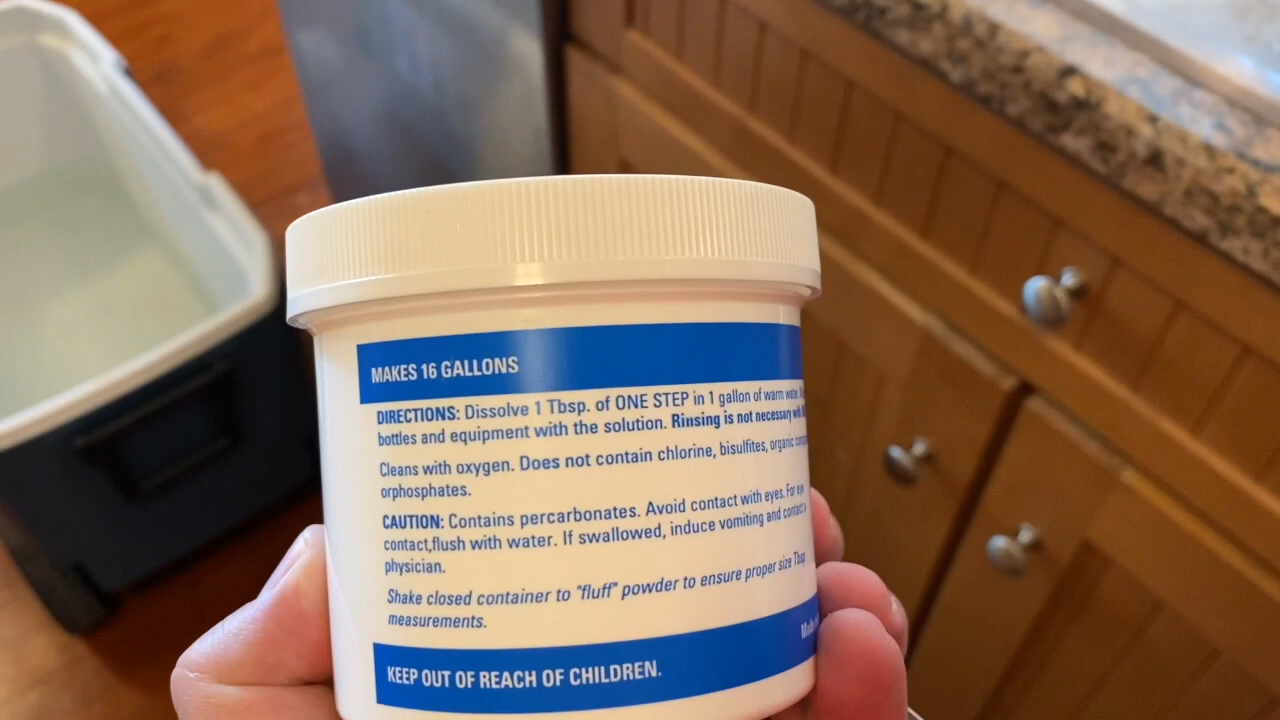 MAKES 16 GALLONS
DIRECTIONS: Dissolve 1 Tbsp. of ONE STEP in 1 gallon of warm water.
bottles and equipment with the solution. Rinsing is not necessary with
Cleans with oxygen. Does not contain chlorine, bisulfites, organic
orphosphates.
CAUTION: Contains percarbonates. Avoid contact with eyes. For eye
contact,flush with water. If swallowed, induce vomiting and contact a
physician.
Shake closed container to "fluff" powder to ensure proper size Tbsp
measurements.
KEEP OUT OF REACH OF CHILDREN.